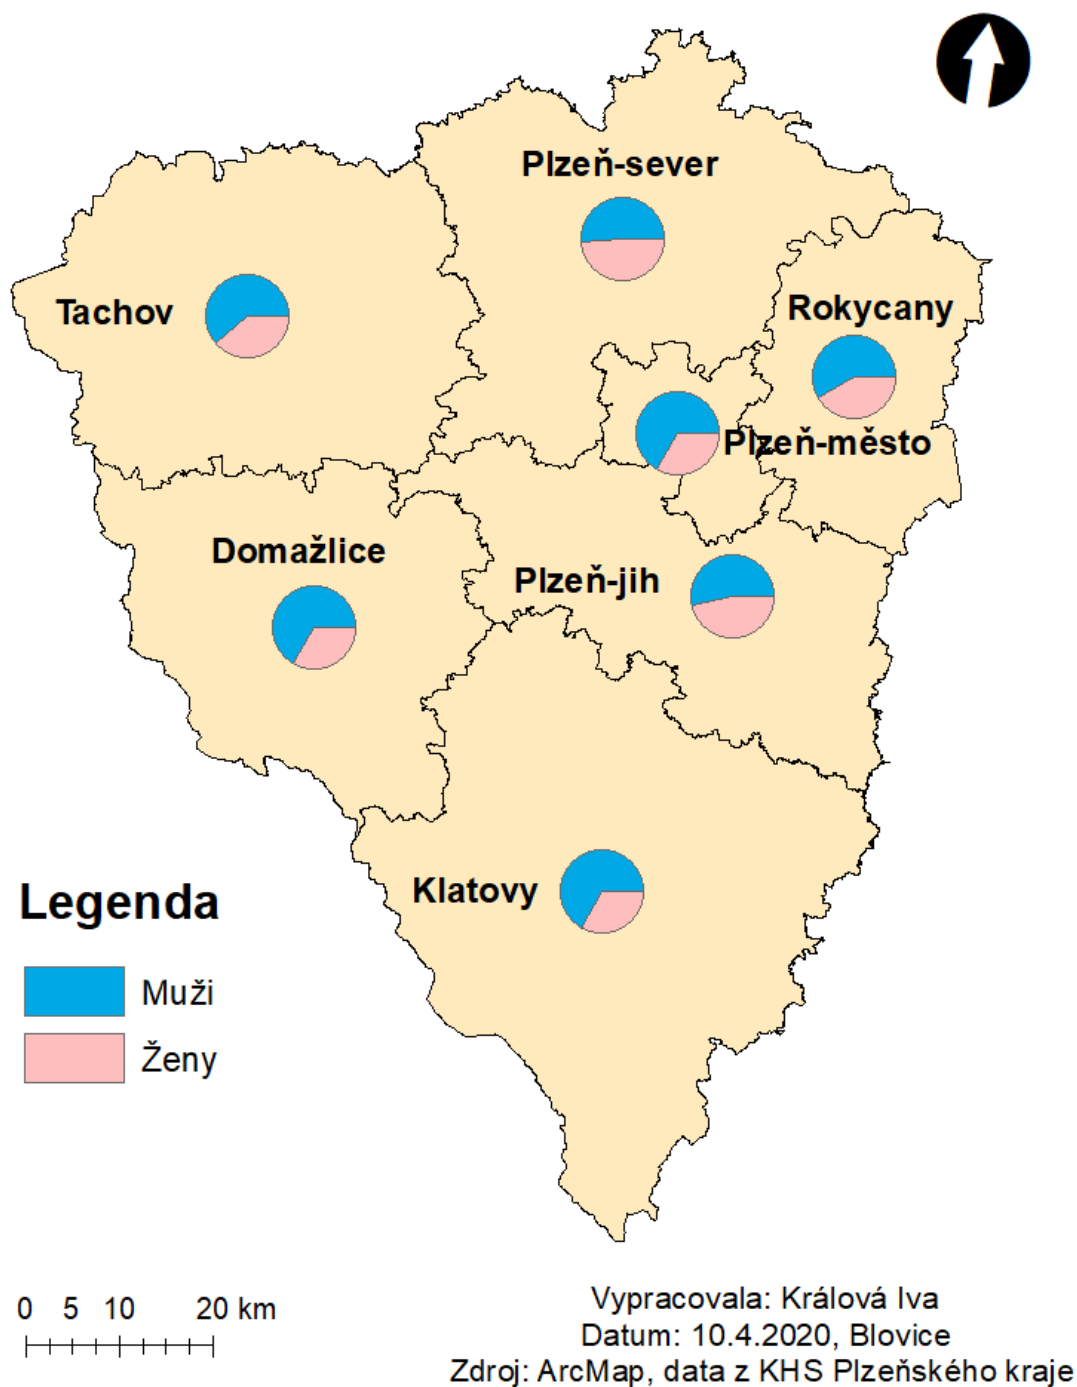 Plzeň-sever
Tachov
Rokycany
Plzeň-město
Domažlice
Plzeň-jih
Klatovy
Legenda
Muži
Ženy
0 5 10 20 km
Vypracovala: Králová Iva
Datum: 10.4.2020, Blovice
Zdroj: ArcMap, data z KHS Plzeňského kraje